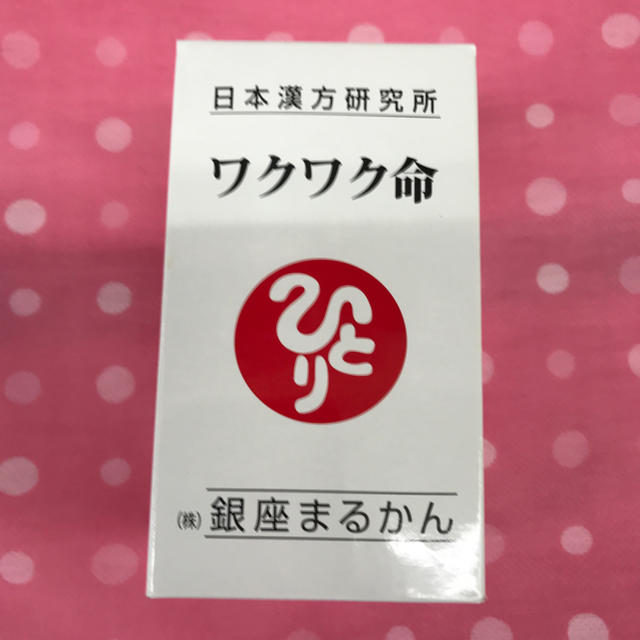 日本漢方研究所
ワクワク命
ひとり
㈱ 銀座まるかん